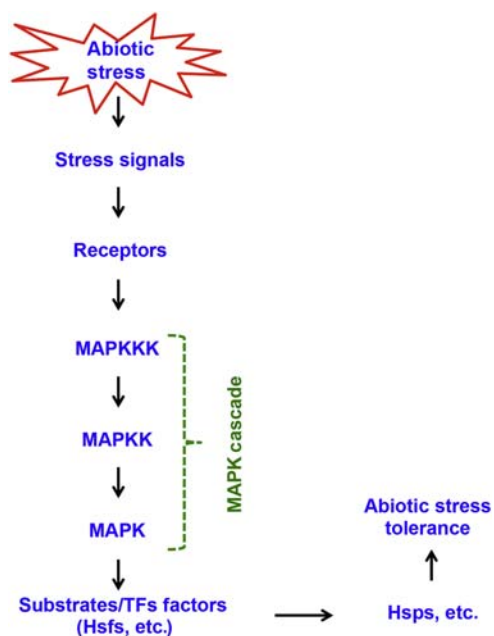 Abiotic
stress
Stress signals
Receptors
MAPKKK
MAPKK
MAPK
MAPK cascade
Substrates/TFs factors
(Hsfs, etc.)
Hsps, etc.
Abiotic stress
tolerance